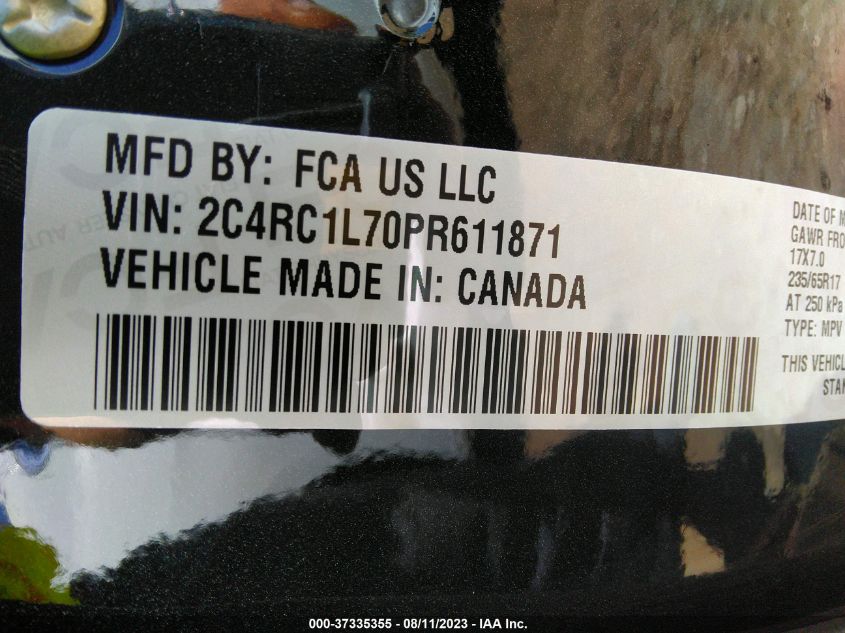 MFD BY: FCA US LLC
VIN: 2C4RC1L70PR611871
VEHICLE MADE IN: CANADA
DATE OF M
GAWR FRO
17X7.0
235/65R17
AT 250 kPa
TYPE: MPV
THIS VEHICL
STAN
000-37335355 - 08/11/2023 - IAA Inc.